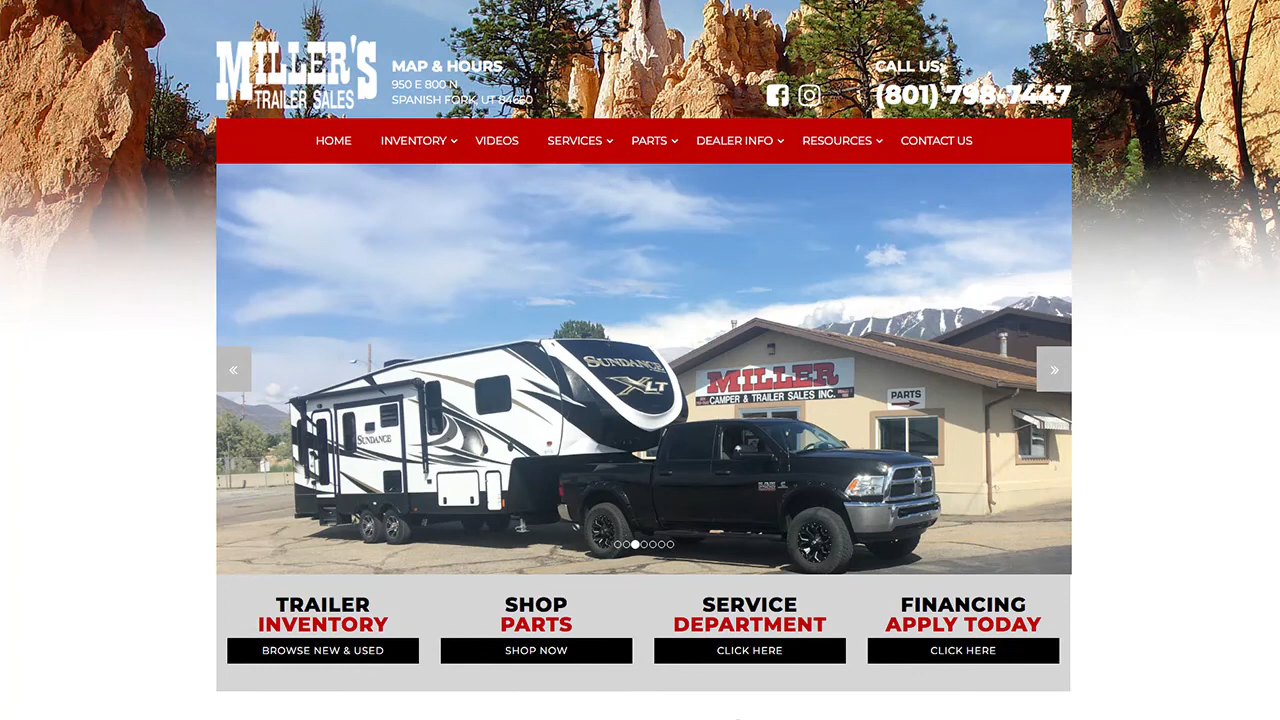 MILLER'S
TRAILER SALES
MAP & HOURS
950 E 800 N
SPANISH FORK, UT 84660
CALL US:
(801) 798-7447
HOME INVENTORY VIDEOS SERVICES PARTS DEALER INFO RESOURCES CONTACT US
SUNDANCE
XLT
MILLER
CAMPER & TRAILER SALES INC.
PARTS
SUNDANCE
«
»
TRAILER
INVENTORY
BROWSE NEW & USED
SHOP
PARTS
SHOP NOW
SERVICE
DEPARTMENT
CLICK HERE
FINANCING
APPLY TODAY
CLICK HERE